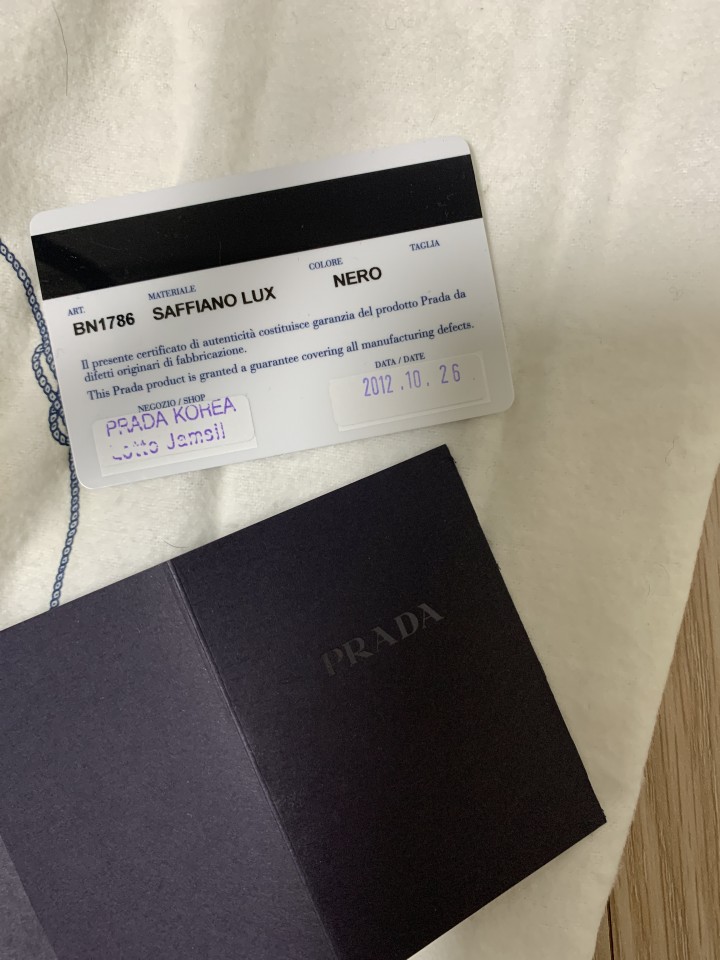 ART.
BN1786
MATERIALE
SAFFIANO LUX
COLORE
NERO
TAGLIA
Il presente certificato di autenticità costituisce garanzia del prodotto Prada da
difetti originari di fabbricazione.
This Prada product is granted a guarantee covering all manufacturing defects.
NEGOZIO / SHOP
PRADA KOREA
Lotto Jamsil
DATA / DATE
2012.10.26
PRADA